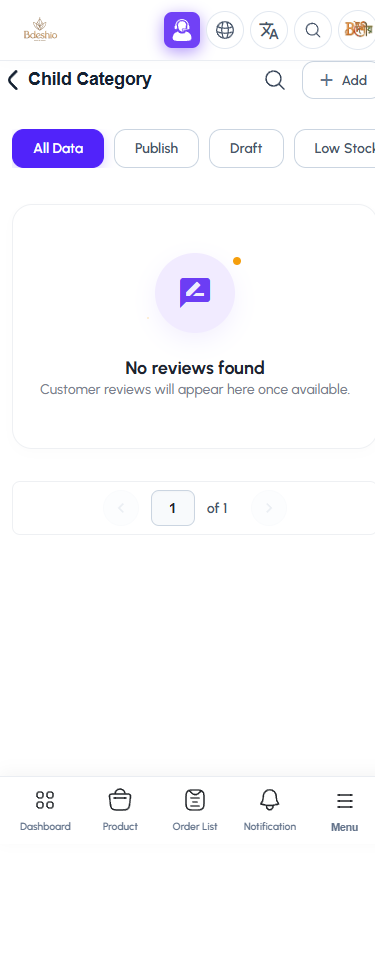 Bdeshio
Child Category
Add
All Data
Publish
Draft
Low Stock
No reviews found
Customer reviews will appear here once available.
1 of 1
Dashboard
Product
Order List
Notification
Menu